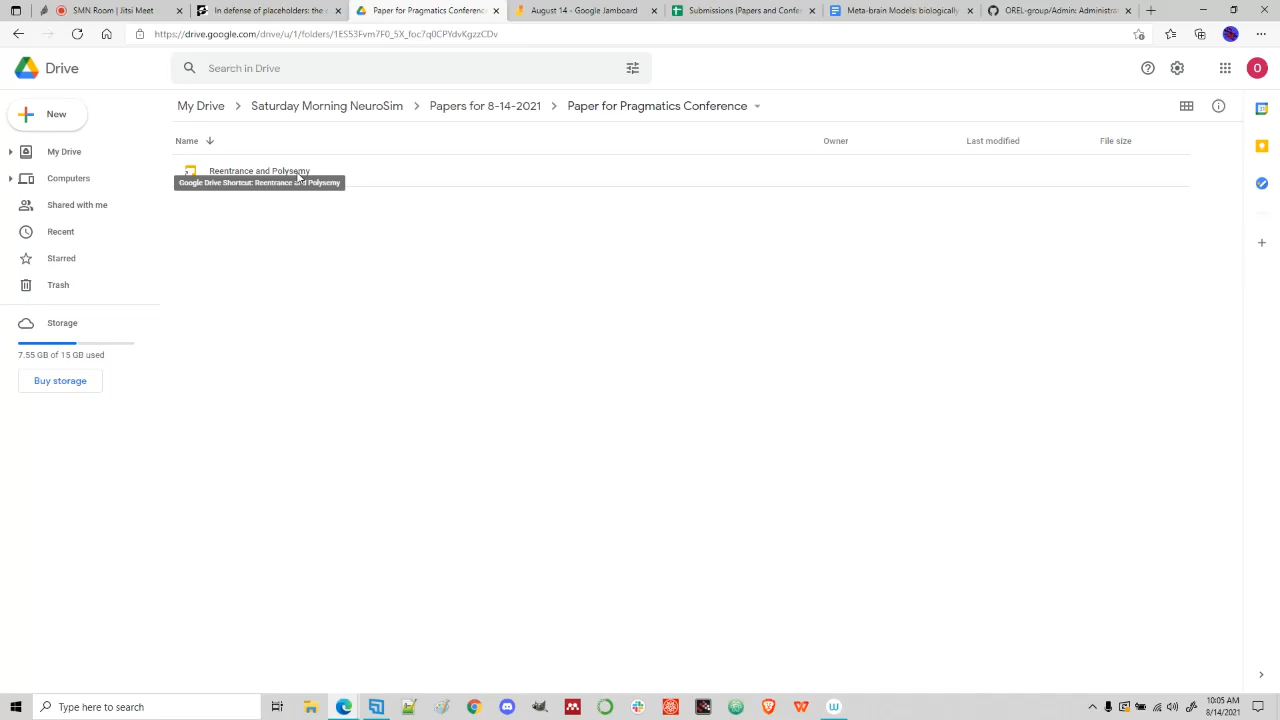 SMN Room | Jitsi Meet
In defense of placeholders: the c
Paper for Pragmatics Conference
August 14 - Google Jamboard
Submissions (Papers and Confer
Meta-brain Models: biologically
OREL-group/Admin: Administra
https://drive.google.com/drive/u/1/folders/1ES53Fvm7F0_5X_foc7q0CPYdvKgzzCDv
Drive
Search in Drive
O
New
My Drive > Saturday Morning NeuroSim > Papers for 8-14-2021 > Paper for Pragmatics Conference
Name
Owner
Last modified
File size
My Drive
Reentrance and Polysemy
Google Drive Shortcut: Reentrance and Polysemy
Computers
Shared with me
Recent
Starred
Trash
Storage
7.55 GB of 15 GB used
Buy storage
Type here to search
10:05 AM
8/14/2021